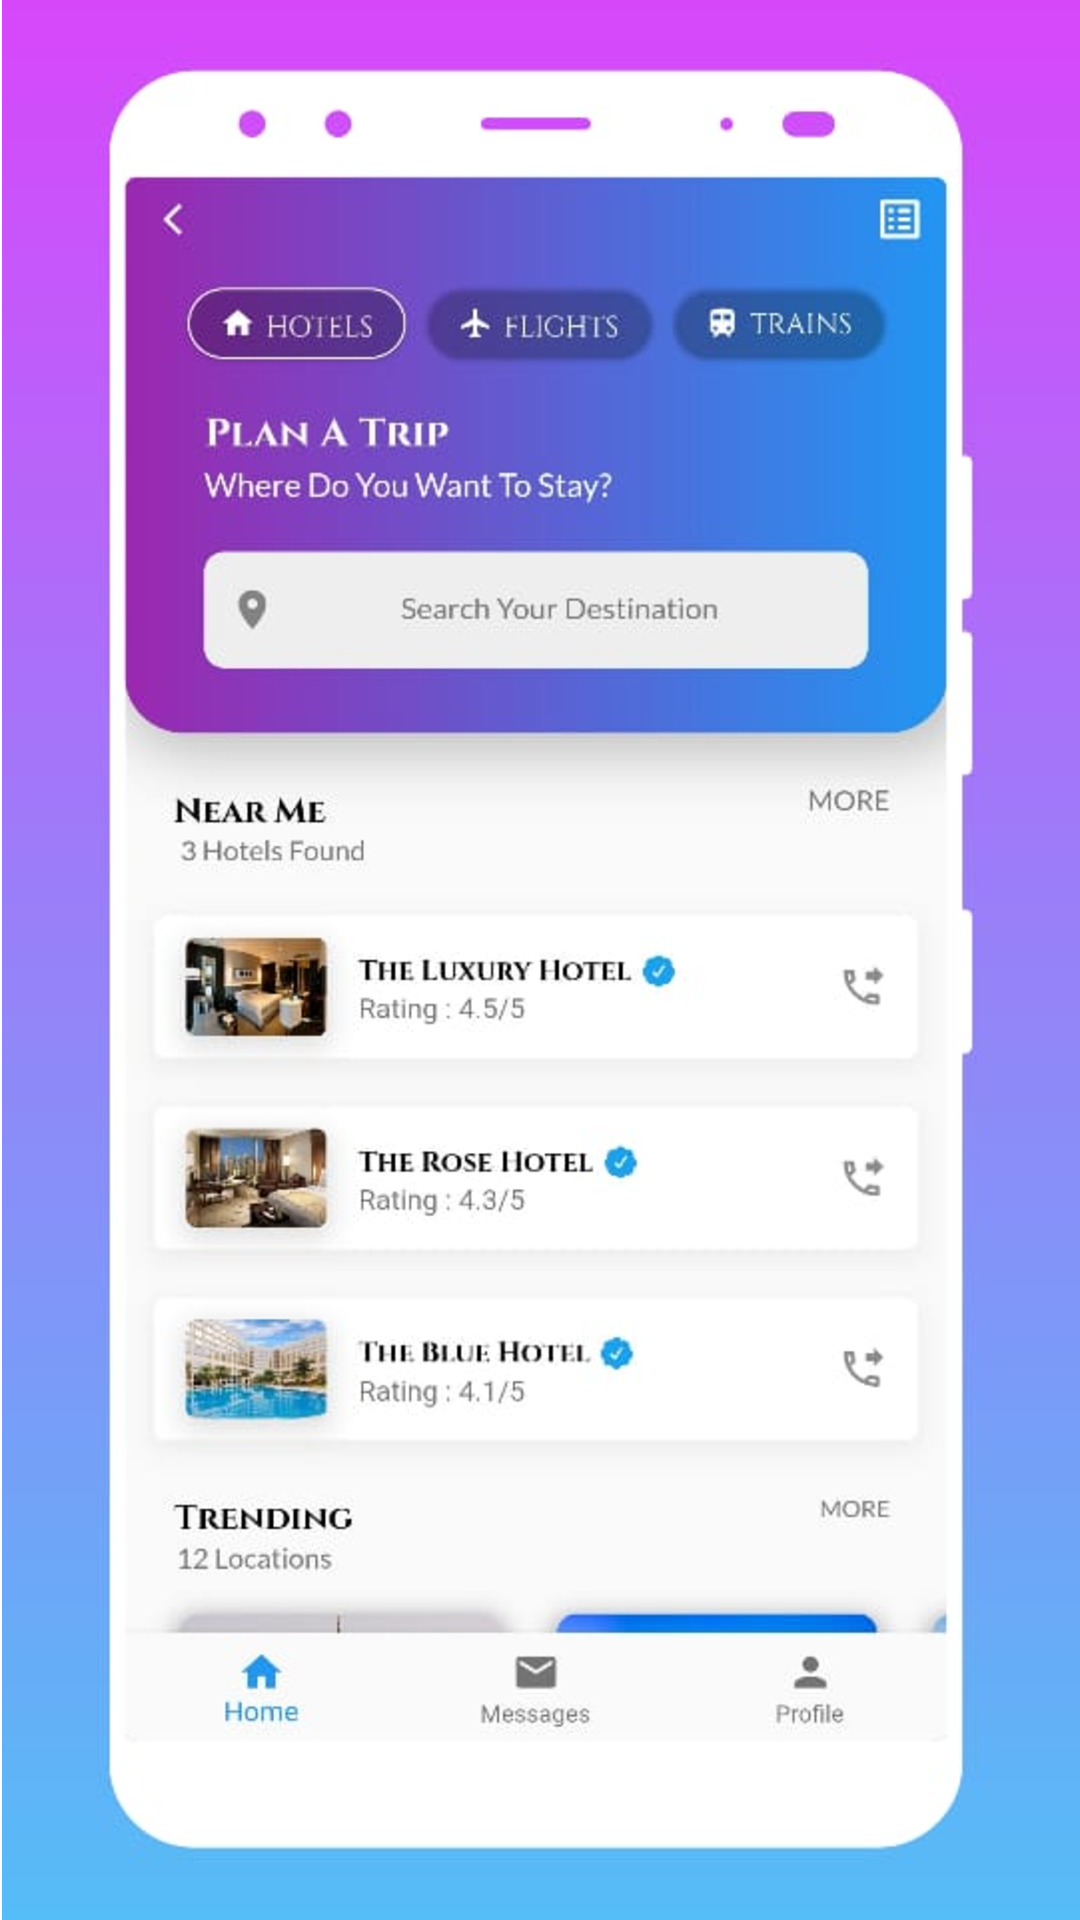 HOTELS
FLIGHTS
TRAINS
PLAN A TRIP
Where Do You Want To Stay?
Search Your Destination
NEAR ME
MORE
3 Hotels Found
THE LUXURY HOTEL
Rating : 4.5/5
THE ROSE HOTEL
Rating : 4.3/5
THE BLUE HOTEL
Rating : 4.1/5
TRENDING
MORE
12 Locations
Home
Messages
Profile